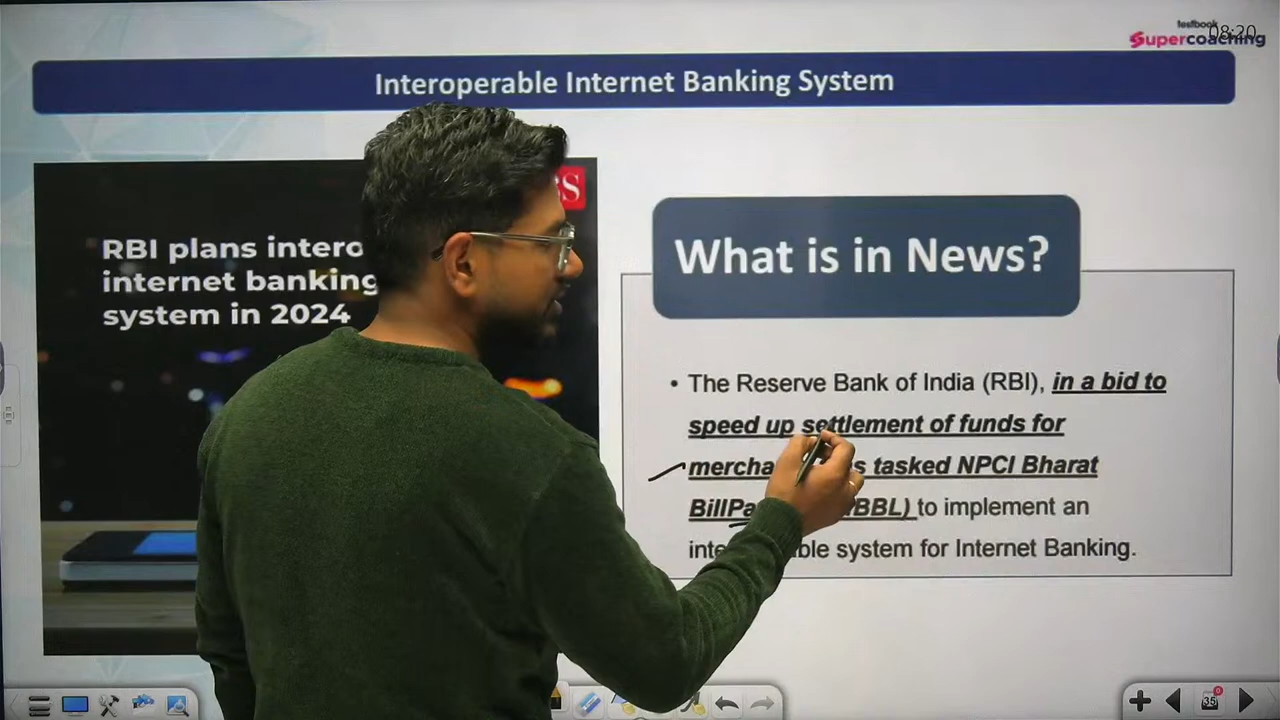 testbook
08:20
Supercoaching
Interoperable Internet Banking System
S
RBI plans intero
internet banking
system in 2024
What is in News?
• The Reserve Bank of India (RBI), in a bid to
speed up settlement of funds for
mercha s tasked NPCI Bharat
BillPa BBL) to implement an
inte ble system for Internet Banking.
35